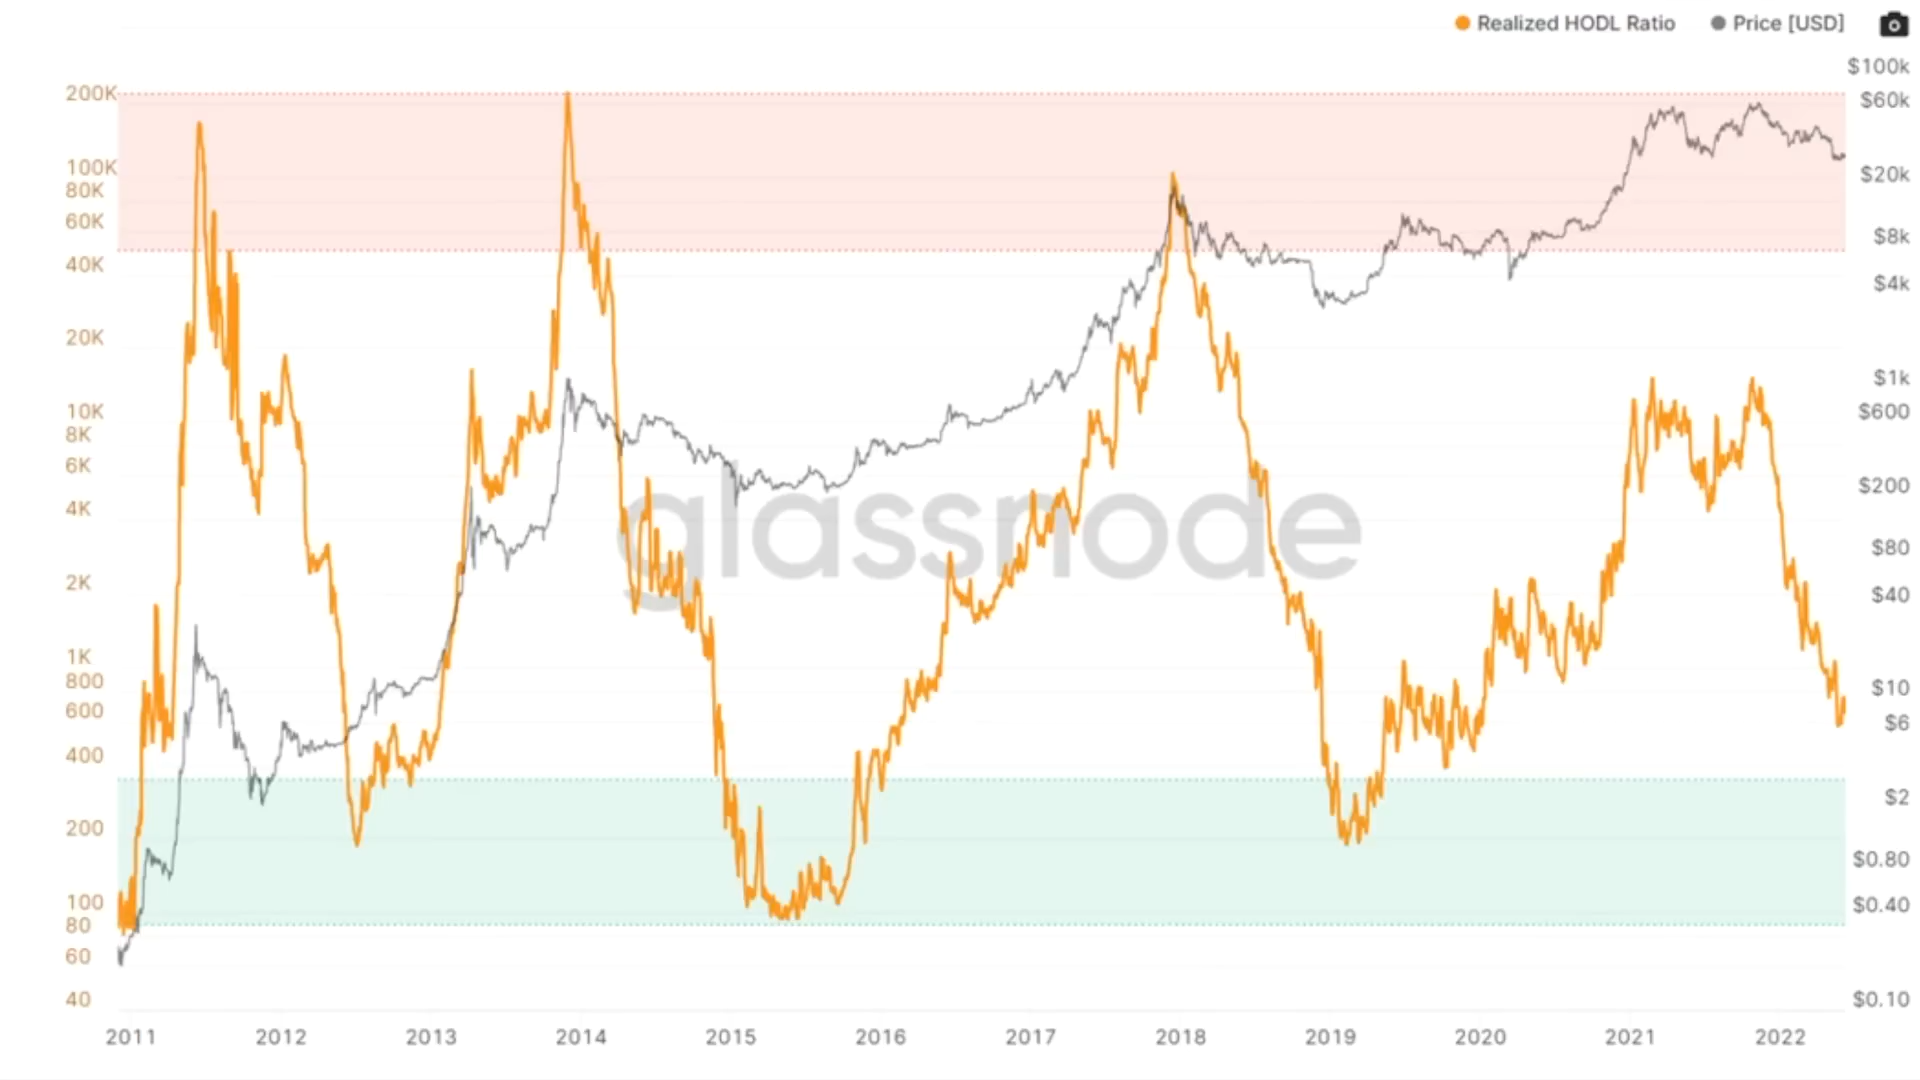 Realized HODL Ratio Price [USD]
$100k
200K $60k
100K $20k
80K
60K
40K $8k
$4k
20K
$1k
10K $600
8K
6K
$200
4K
glassnode
$80
2K $40
1K
800 $10
600 $6
400
$2
200
$0.80
100 $0.40
80
60
40 $0.10
2011 2012 2013 2014 2015 2016 2017 2018 2019 2020 2021 2022